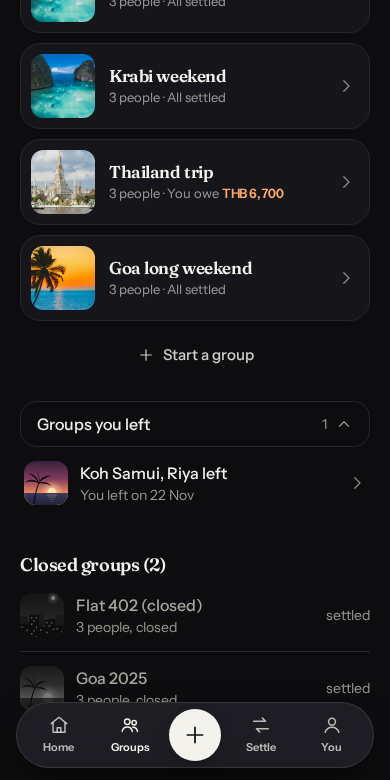 3 people · All settled
Krabi weekend
3 people · All settled
Thailand trip
3 people · You owe THB 6,700
Goa long weekend
3 people · All settled
Start a group
Groups you left 1
Koh Samui, Riya left
You left on 22 Nov
Closed groups (2)
Flat 402 (closed)
3 people, closed
settled
Goa 2025
3 people, closed
settled
Home
Groups
Settle
You